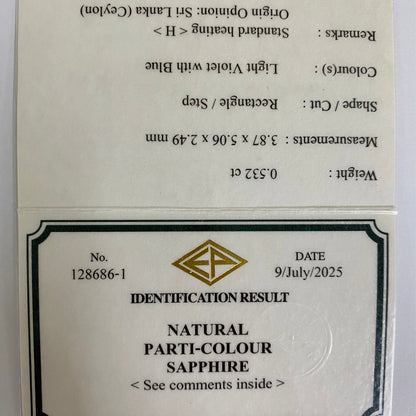 Weight : 0.532 ct
Measurements : 3.87 x 5.06 x 2.49 mm
Shape / Cut : Rectangle / Step
Colour(s) : Light Violet with Blue
Remarks : Standard heating < H >
Origin Opinion: Sri Lanka (Ceylon)
No.
128686-1
DATE
9/July/2025
IDENTIFICATION RESULT
NATURAL
PARTI-COLOUR
SAPPHIRE
< See comments inside >